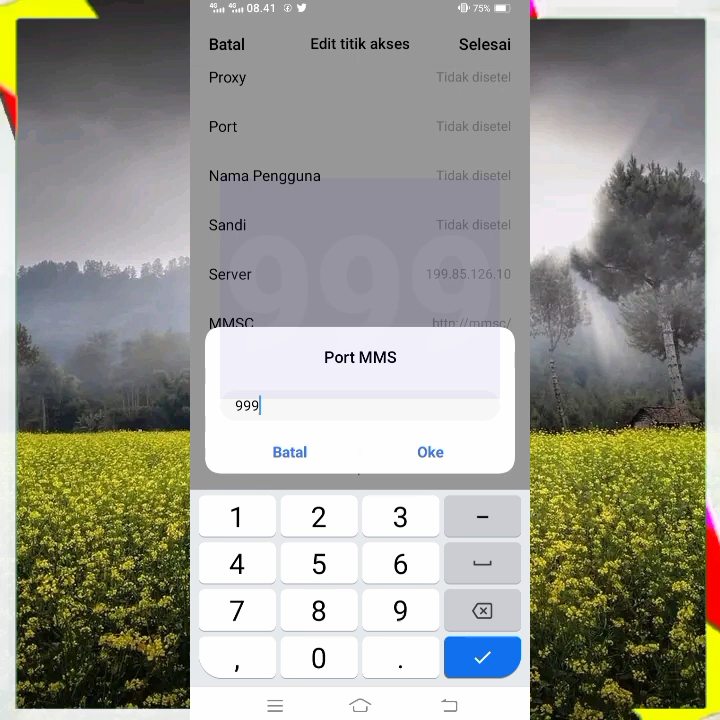 4G 4G 08.41 75%
Batal Edit titik akses Selesai
Proxy Tidak disetel
Port Tidak disetel
Nama Pengguna Tidak disetel
Sandi Tidak disetel
999
Server 199.85.126.10
MMSC http://mmsc/
Port MMS
999
Batal Oke
1 2 3 -
4 5 6
7 8 9
, 0 .